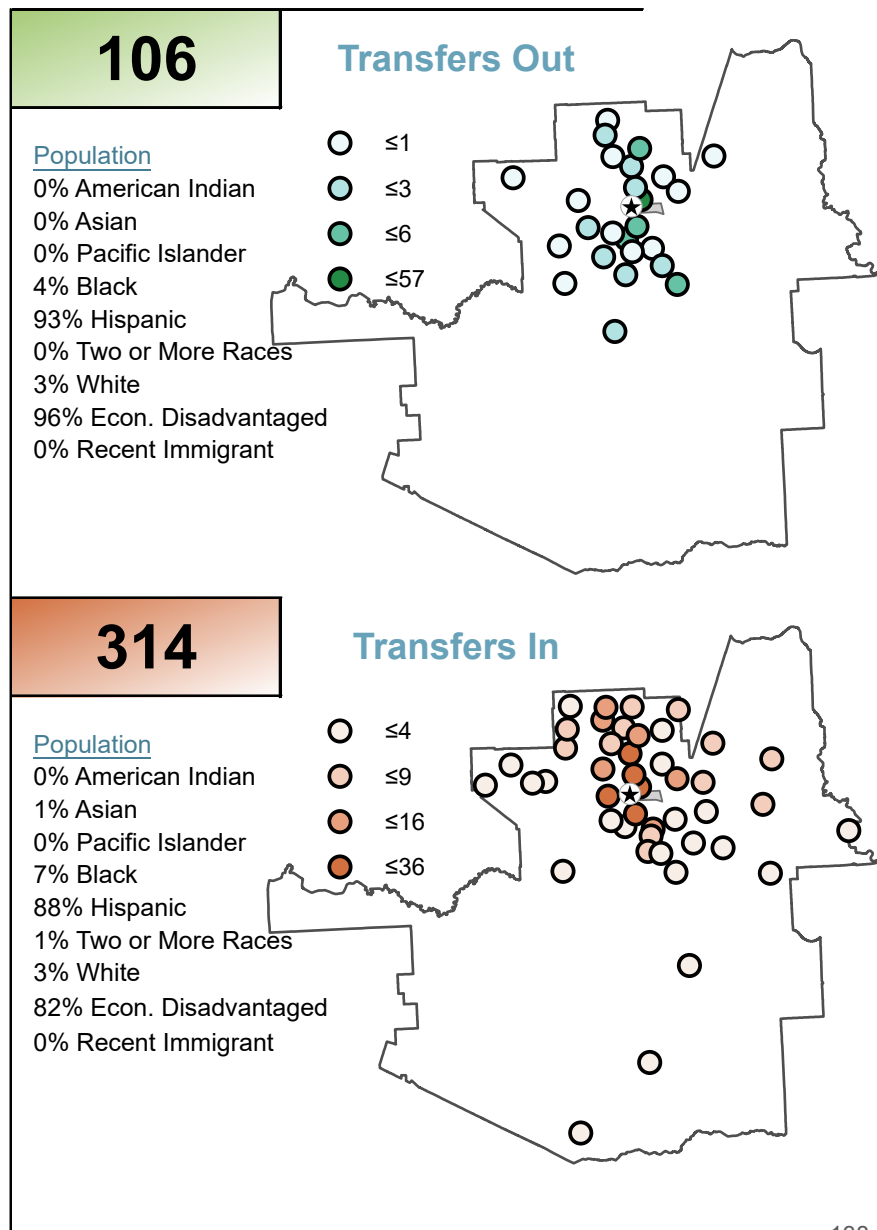 106
Transfers Out
Population
0% American Indian
0% Asian
0% Pacific Islander
4% Black
93% Hispanic
0% Two or More Races
3% White
96% Econ. Disadvantaged
0% Recent Immigrant
≤1
≤3
≤6
≤57
314
Transfers In
Population
0% American Indian
1% Asian
0% Pacific Islander
7% Black
88% Hispanic
1% Two or More Races
3% White
82% Econ. Disadvantaged
0% Recent Immigrant
≤4
≤9
≤16
≤36